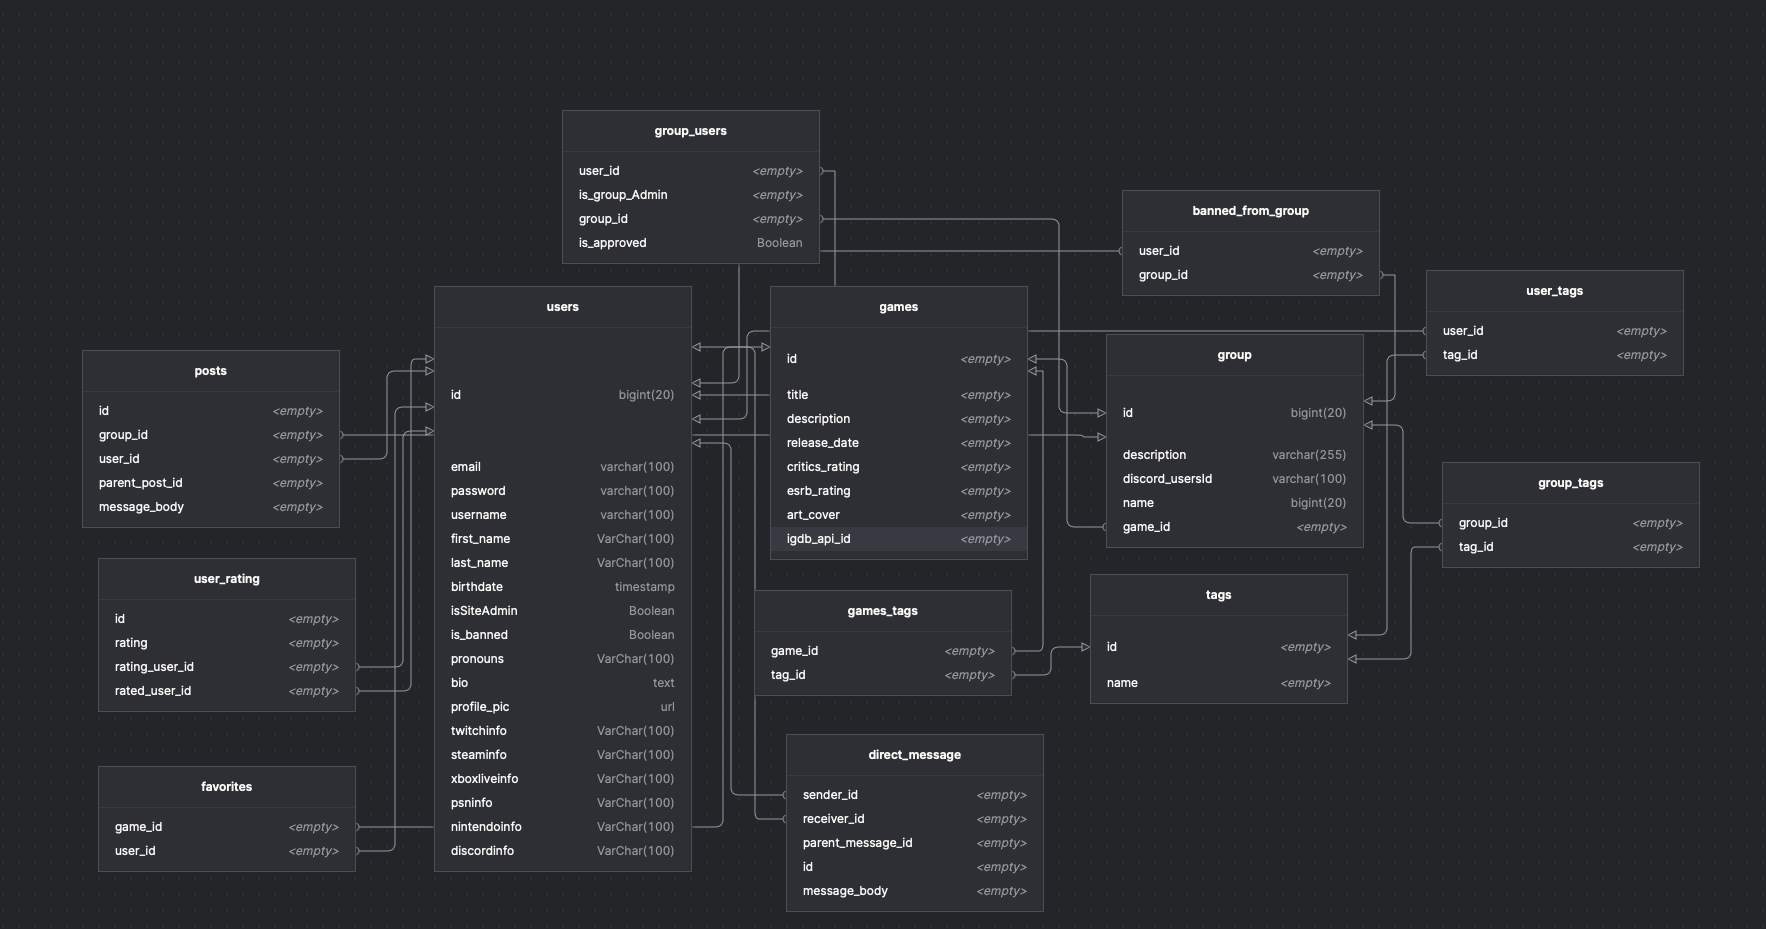 group_users
user_id <empty>
is_group_Admin <empty>
group_id <empty>
is_approved Boolean
banned_from_group
user_id <empty>
group_id <empty>
user_tags
user_id <empty>
tag_id <empty>
users
id bigint(20)
email varchar(100)
password varchar(100)
username varchar(100)
first_name VarChar(100)
last_name VarChar(100)
birthdate timestamp
isSiteAdmin Boolean
is_banned Boolean
pronouns VarChar(100)
bio text
profile_pic url
twitchinfo VarChar(100)
steaminfo VarChar(100)
xboxliveinfo VarChar(100)
psninfo VarChar(100)
nintendoinfo VarChar(100)
discordinfo VarChar(100)
games
id <empty>
title <empty>
description <empty>
release_date <empty>
critics_rating <empty>
esrb_rating <empty>
art_cover <empty>
igdb_api_id <empty>
group
id bigint(20)
description varchar(255)
discord_usersId varchar(100)
name bigint(20)
game_id <empty>
posts
id <empty>
group_id <empty>
user_id <empty>
parent_post_id <empty>
message_body <empty>
group_tags
group_id <empty>
tag_id <empty>
user_rating
id <empty>
rating <empty>
rating_user_id <empty>
rated_user_id <empty>
games_tags
game_id <empty>
tag_id <empty>
tags
id <empty>
name <empty>
favorites
game_id <empty>
user_id <empty>
direct_message
sender_id <empty>
receiver_id <empty>
parent_message_id <empty>
id <empty>
message_body <empty>